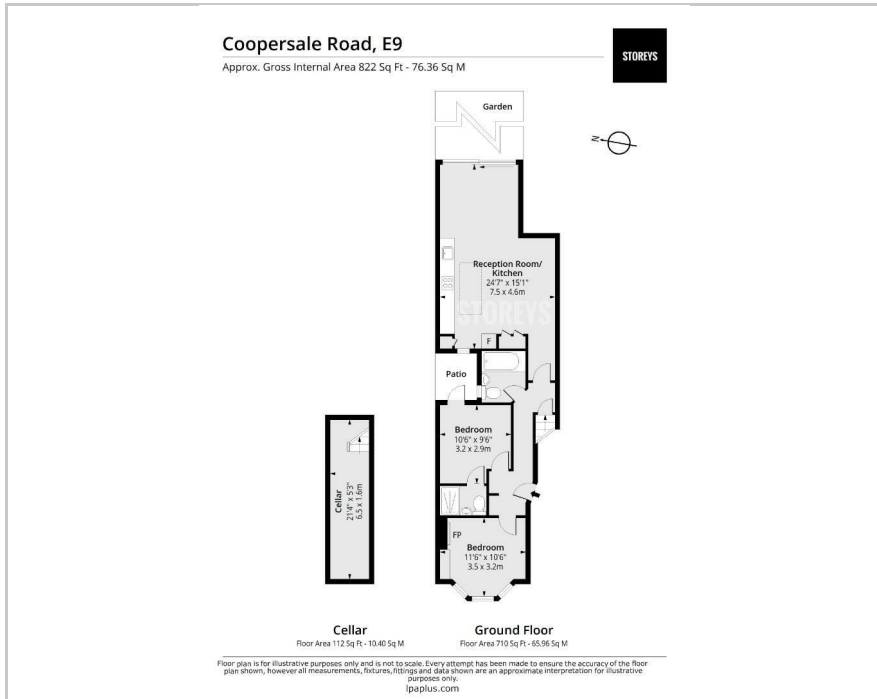 Coopersale Road, E9
Approx. Gross Internal Area 822 Sq Ft - 76.36 Sq M
STOREYS
Garden
N
Reception Room/
Kitchen
24'7" x 15'1"
7.5 x 4.6m
STOREYS
F
Patio
Bedroom
10'6" x 9'6"
3.2 x 2.9m
Cellar
21'4" x 5'3"
6.5 x 1.6m
FP
Bedroom
11'6" x 10'6"
3.5 x 3.2m
Cellar
Floor Area 112 Sq Ft - 10.40 Sq M
Ground Floor
Floor Area 710 Sq Ft - 65.96 Sq M
Floor plan is for illustrative purposes only and is not to scale. Every attempt has been made to ensure the accuracy of the floor
plan shown, however all measurements, fixtures, fittings and data shown are an approximate interpretation for illustrative
purposes only.
lpaplus.com